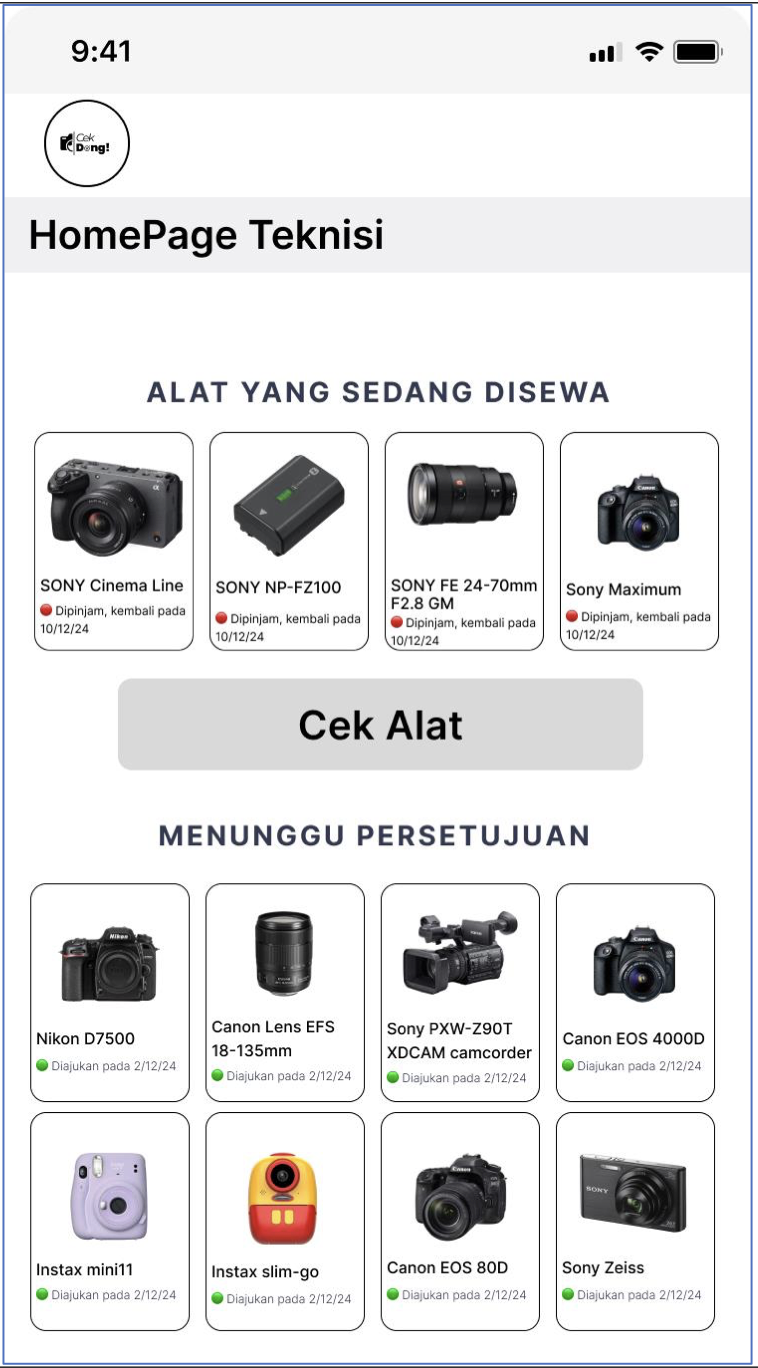 9:41
Cek
Dong!
HomePage Teknisi
ALAT YANG SEDANG DISEWA
SONY Cinema Line
Dipinjam, kembali pada
10/12/24
SONY NP-FZ100
Dipinjam, kembali pada
10/12/24
SONY FE 24-70mm
F2.8 GM
Dipinjam, kembali pada
10/12/24
Canon
Sony Maximum
Dipinjam, kembali pada
10/12/24
Cek Alat
MENUNGGU PERSETUJUAN
Nikon
Nikon D7500
Diajukan pada 2/12/24
Canon Lens EFS
18-135mm
Diajukan pada 2/12/24
Sony PXW-Z90T
XDCAM camcorder
Diajukan pada 2/12/24
Canon
Canon EOS 4000D
Diajukan pada 2/12/24
Instax mini11
Diajukan pada 2/12/24
Instax slim-go
Diajukan pada 2/12/24
Canon
Canon EOS 80D
Diajukan pada 2/12/24
SONY
Sony Zeiss
Diajukan pada 2/12/24